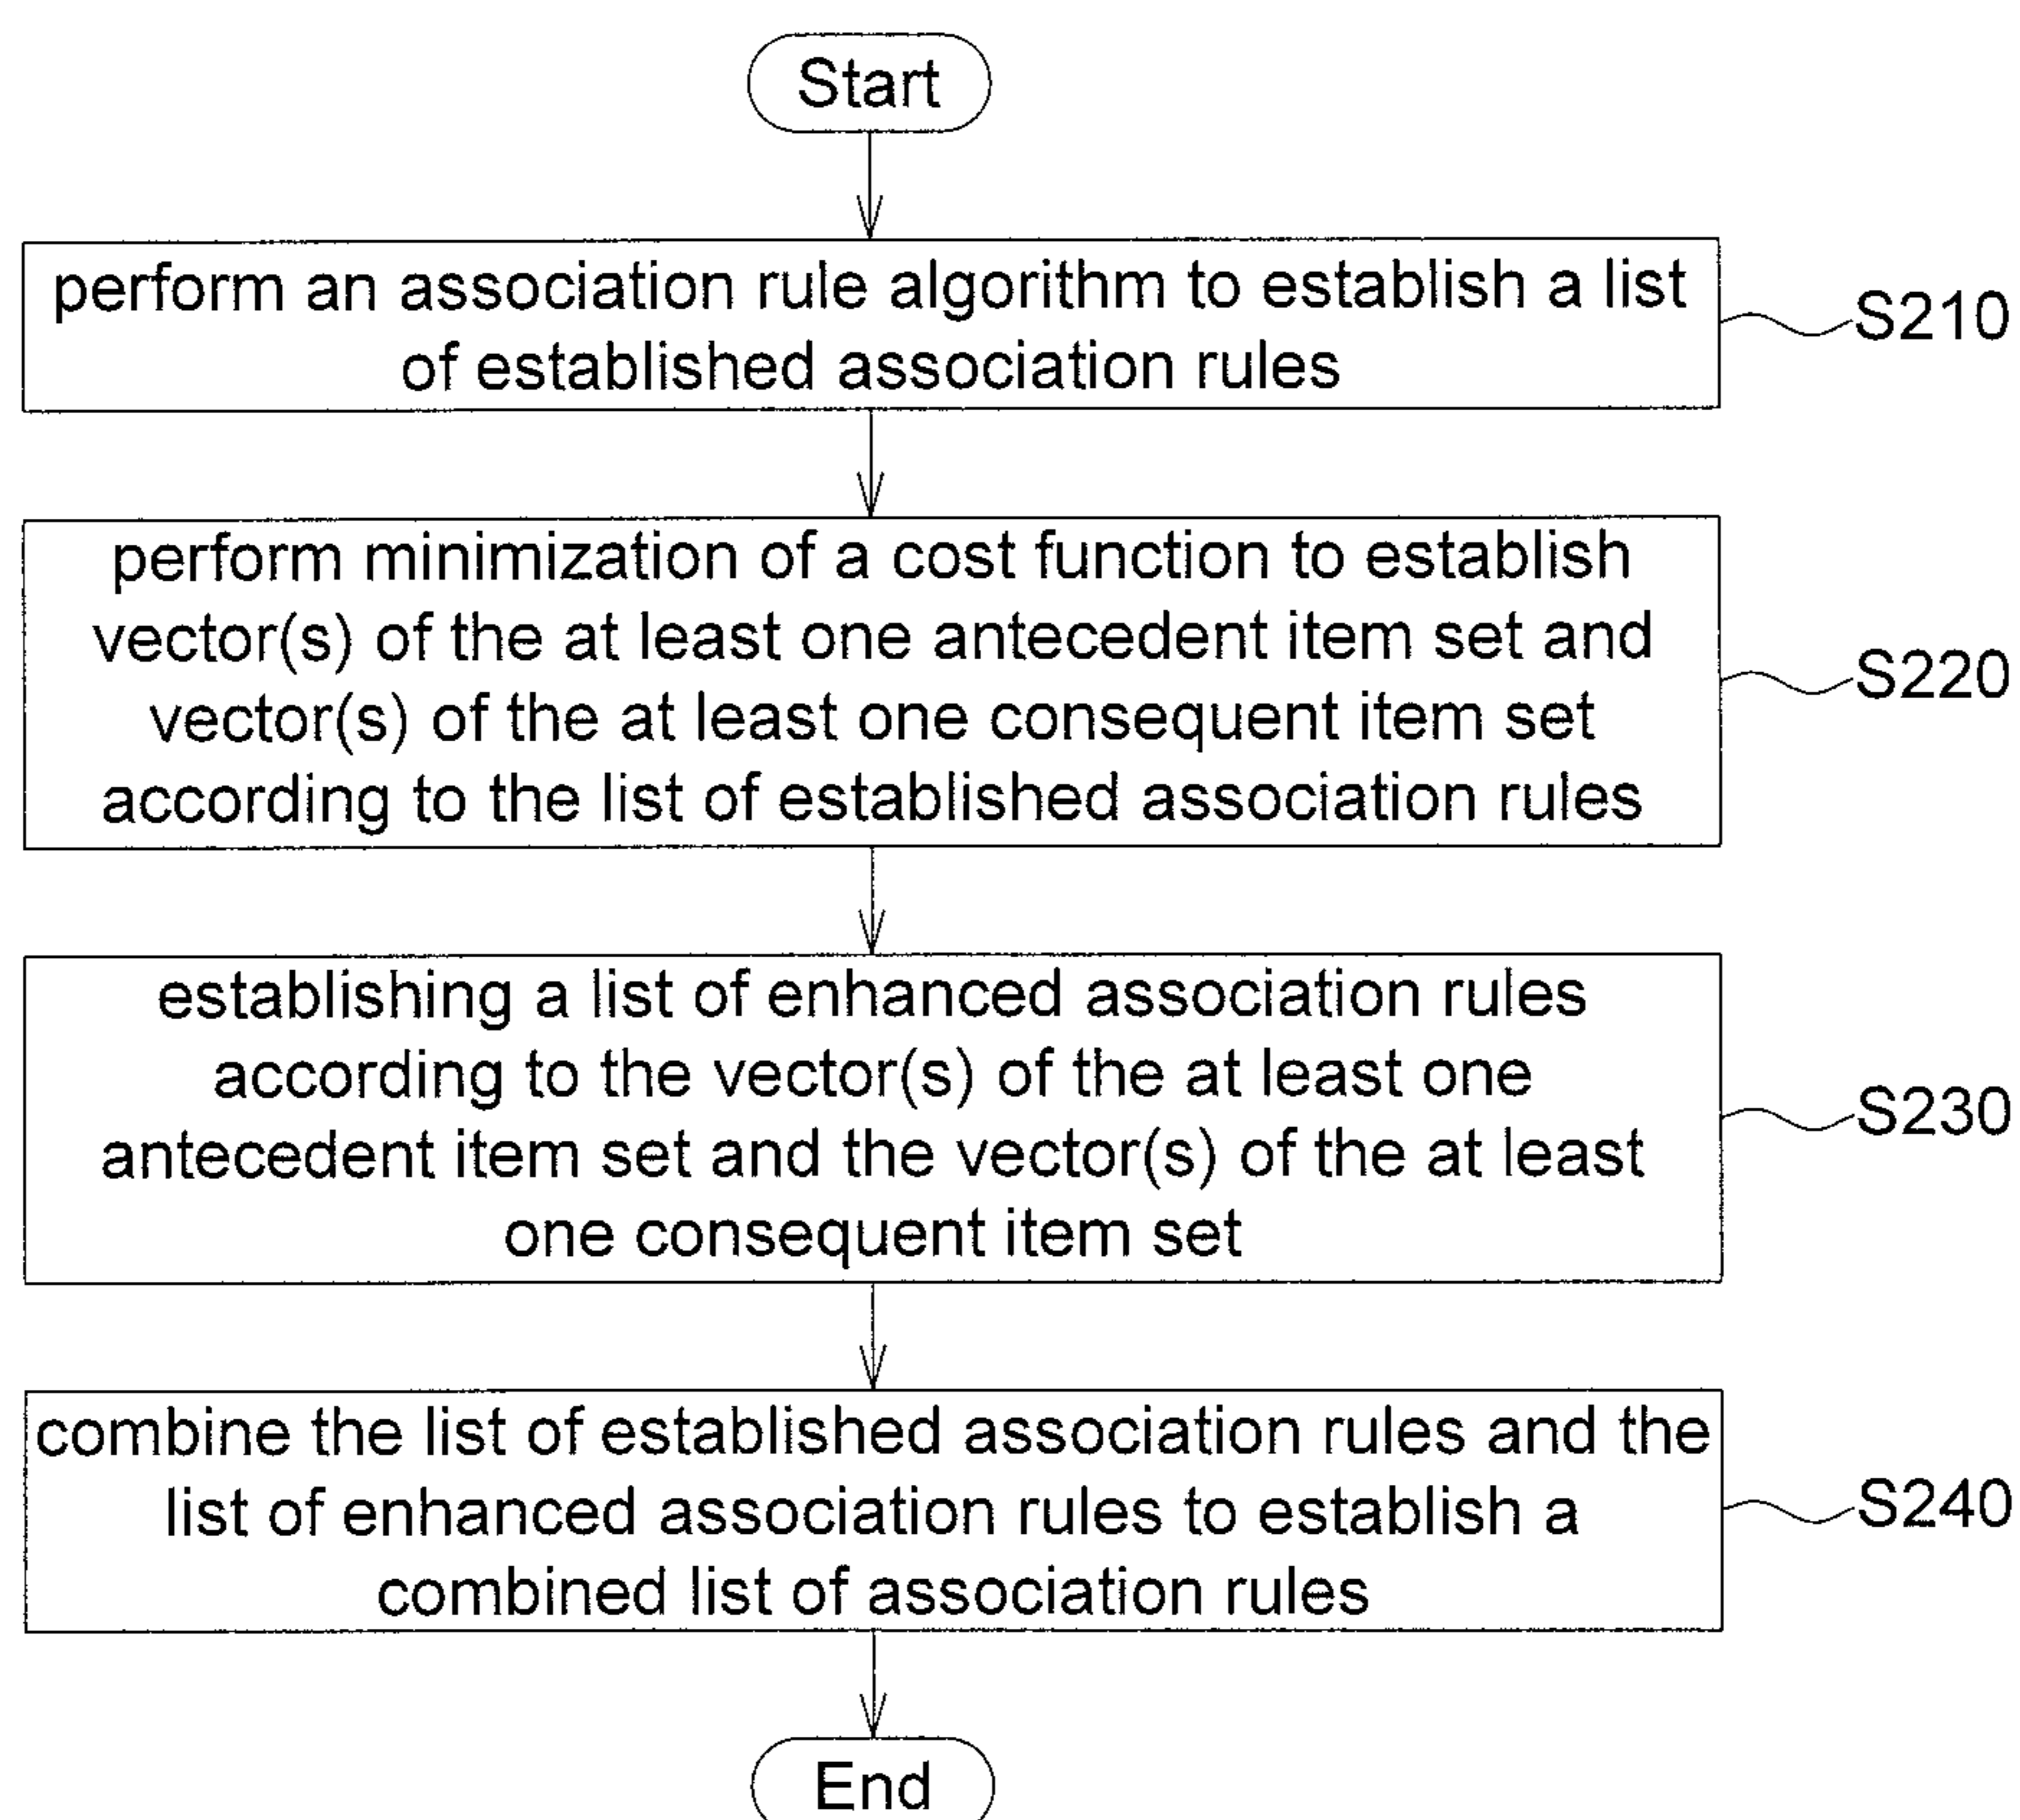 Start
perform an association rule algorithm to establish a list
of established association rules
S210
perform minimization of a cost function to establish
vector(s) of the at least one antecedent item set and
vector(s) of the at least one consequent item set
according to the list of established association rules
S220
establishing a list of enhanced association rules
according to the vector(s) of the at least one
antecedent item set and the vector(s) of the at least
one consequent item set
S230
combine the list of established association rules and the
list of enhanced association rules to establish a
combined list of association rules
S240
End